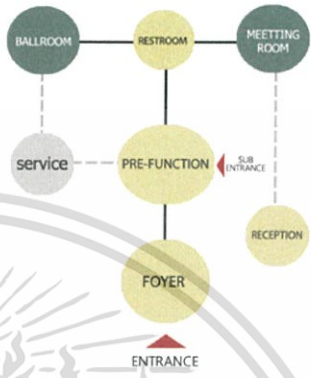 BALLROOM
RESTROOM
MEETTING
ROOM
service
PRE-FUNCTION
SUB
ENTRANCE
RECEPTION
FOYER
ENTRANCE